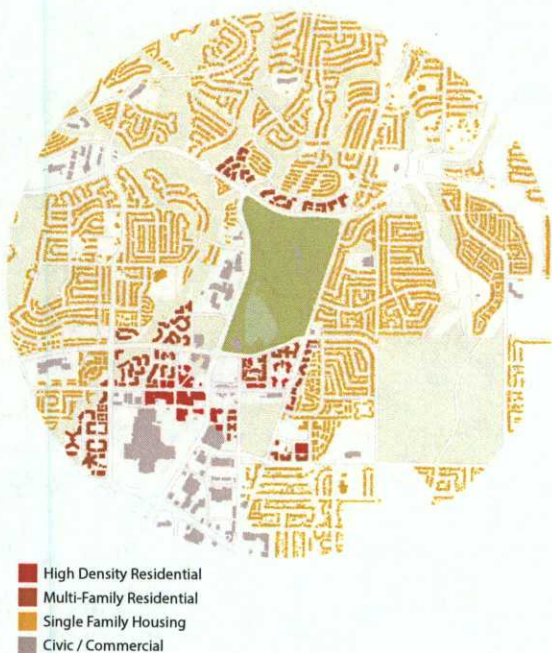 High Density Residential
Multi-Family Residential
Single Family Housing
Civic / Commercial